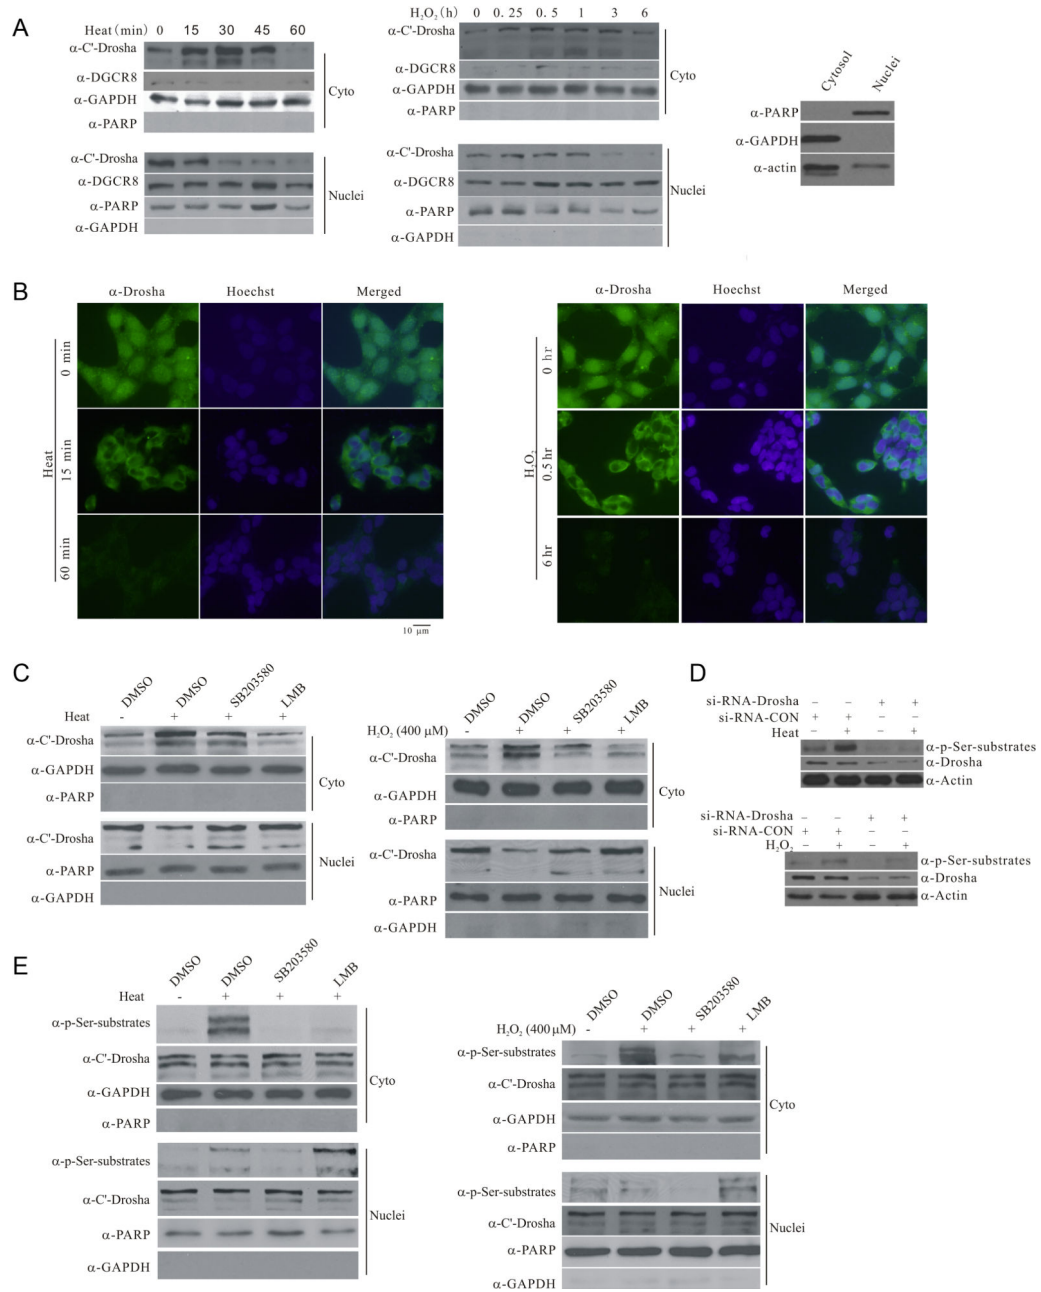 A
Heat(min)
0 15 30 45 60
α-C'-Drosha
α-DGCR8
α-GAPDH
α-PARP
Cyto
α-C'-Drosha
α-DGCR8
α-PARP
α-GAPDH
Nuclei
H₂O₂(h)
0 0.25 0.5 1 3 6
α-C'-Drosha
α-DGCR8
α-GAPDH
α-PARP
Cyto
α-C'-Drosha
α-DGCR8
α-PARP
α-GAPDH
Nuclei
Cytosol
Nuclei
α-PARP
α-GAPDH
α-actin
B
α-Drosha Hoechst Merged
Heat
0 min
15 min
60 min
10 μm
α-Drosha Hoechst Merged
H₂O₂
0 hr
0.5hr
6hr
C
DMSO DMSO SB203580 LMB
Heat - + + +
α-C'-Drosha
α-GAPDH
α-PARP
Cyto
α-C'-Drosha
α-PARP
α-GAPDH
Nuclei
DMSO DMSO SB203580 LMB
H₂O₂ (400 μM) - + + +
α-C'-Drosha
α-GAPDH
α-PARP
Cyto
α-C'-Drosha
α-PARP
α-GAPDH
Nuclei
D
si-RNA-Drosha − − + +
si-RNA-CON + + − −
Heat − + − +
α-p-Ser-substrates
α-Drosha
α-Actin
si-RNA-Drosha − − + +
si-RNA-CON + + − −
H₂O₂ − + − +
α-p-Ser-substrates
α-Drosha
α-Actin
E
DMSO DMSO SB203580 LMB
Heat - + + +
α-p-Ser-substrates
α-C'-Drosha
α-GAPDH
α-PARP
Cyto
α-p-Ser-substrates
α-C'-Drosha
α-PARP
α-GAPDH
Nuclei
DMSO DMSO SB203580 LMB
H₂O₂ (400 μM) - + + +
α-p-Ser-substrates
α-C'-Drosha
α-GAPDH
α-PARP
Cyto
α-p-Ser-substrates
α-C'-Drosha
α-PARP
α-GAPDH
Nuclei